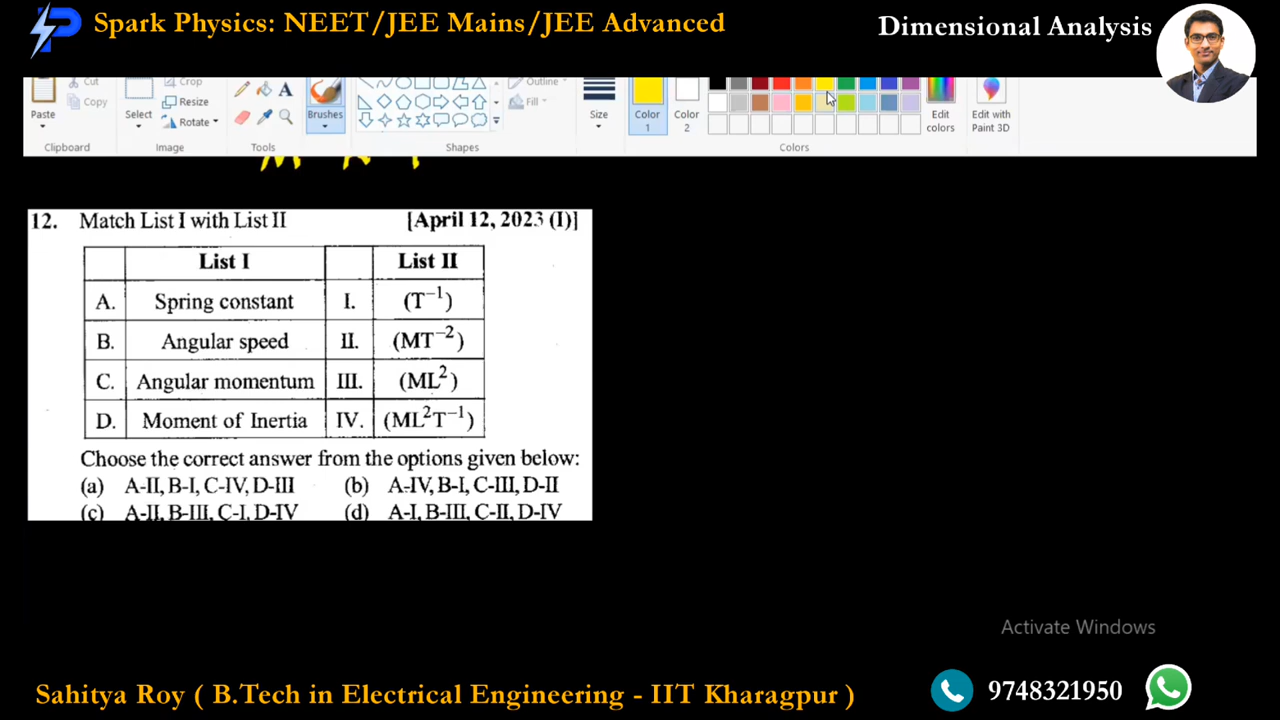 Spark Physics: NEET/JEE Mains/JEE Advanced
Dimensional Analysis
Cut
Copy
Paste
Clipboard
Crop
Resize
Rotate
Select
Image
A
Tools
Brushes
Outline
Fill
Shapes
Size
Color 1
Color 2
Edit colors
Edit with Paint 3D
Colors
12. Match List I with List II [April 12, 2023 (I)]
List I List II
A. Spring constant I. (T⁻¹)
B. Angular speed II. (MT⁻²)
C. Angular momentum III. (ML²)
D. Moment of Inertia IV. (ML²T⁻¹)
Choose the correct answer from the options given below:
(a) A-II, B-I, C-IV, D-III (b) A-IV, B-I, C-III, D-II
(c) A-II, B-III, C-I, D-IV (d) A-I, B-III, C-II, D-IV
Activate Windows
Sahitya Roy ( B.Tech in Electrical Engineering - IIT Kharagpur )
9748321950